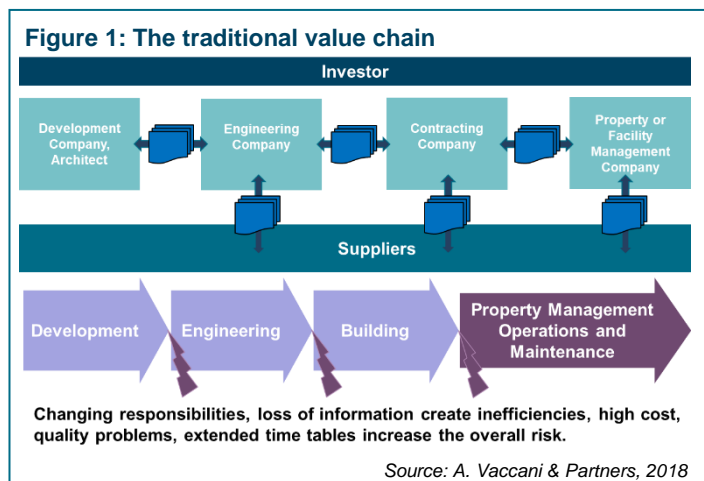 Figure 1: The traditional value chain
Investor
Development
Company,
Architect
Engineering
Company
Contracting
Company
Property or
Facility
Management
Company
Suppliers
Development
Engineering
Building
Property Management
Operations and
Maintenance
Changing responsibilities, loss of information create inefficiencies, high cost,
quality problems, extended time tables increase the overall risk.
Source: A. Vaccani & Partners, 2018